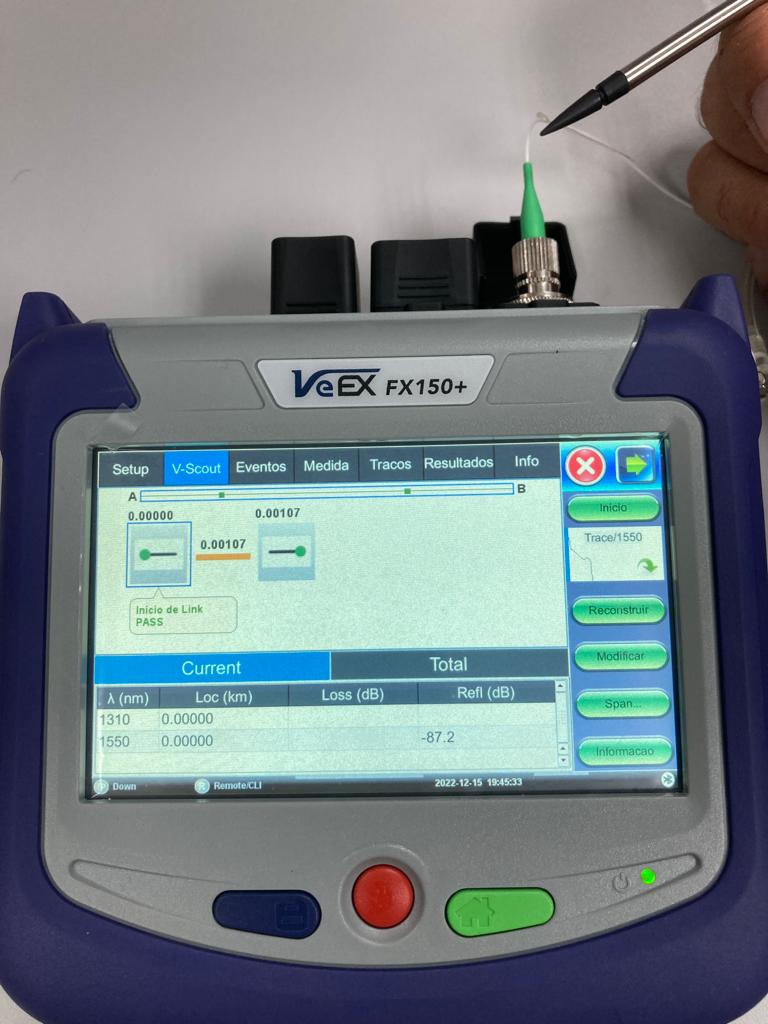 VeEX FX150+
Setup V-Scout Eventos Medida Tracos Resultados Info
A B
Inicio
0.00000 0.00107
Trace/1550
0.00107
Inicio de Link
PASS
Reconstruir
Modificar
Current Total
λ (nm) Loc (km) Loss (dB) Refl (dB)
Span...
1310 0.00000
1550 0.00000 -87.2
Informacao
Down R Remote/CLI 2022-12-15 19:45:33